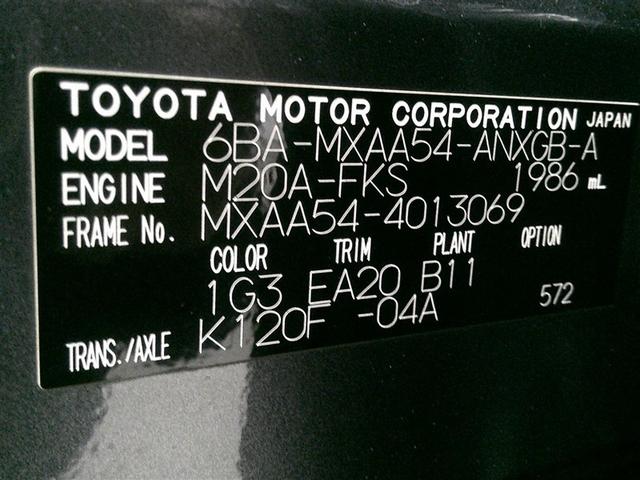 TOYOTA MOTOR CORPORATION JAPAN
MODEL 6BA-MXAA54-ANXGB-A
ENGINE M20A-FKS 1986 mL
FRAME No. MXAA54-4013069
COLOR TRIM PLANT OPTION
1G3 EA20 B11 572
TRANS./AXLE K120F -04A